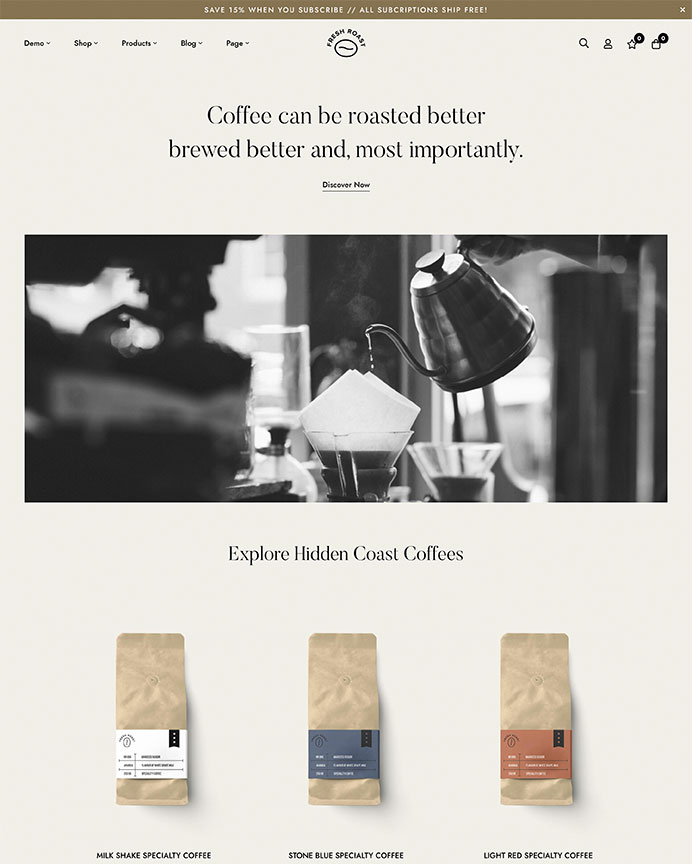 SAVE 15% WHEN YOU SUBSCRIBE // ALL SUBCRIPTIONS SHIP FREE!
Demo Shop Products Blog Page
FRESH ROAST
0 0
Coffee can be roasted better
brewed better and, most importantly.
Discover Now
Explore Hidden Coast Coffees
MILK SHAKE SPECIALTY COFFEE STONE BLUE SPECIALTY COFFEE LIGHT RED SPECIALTY COFFEE